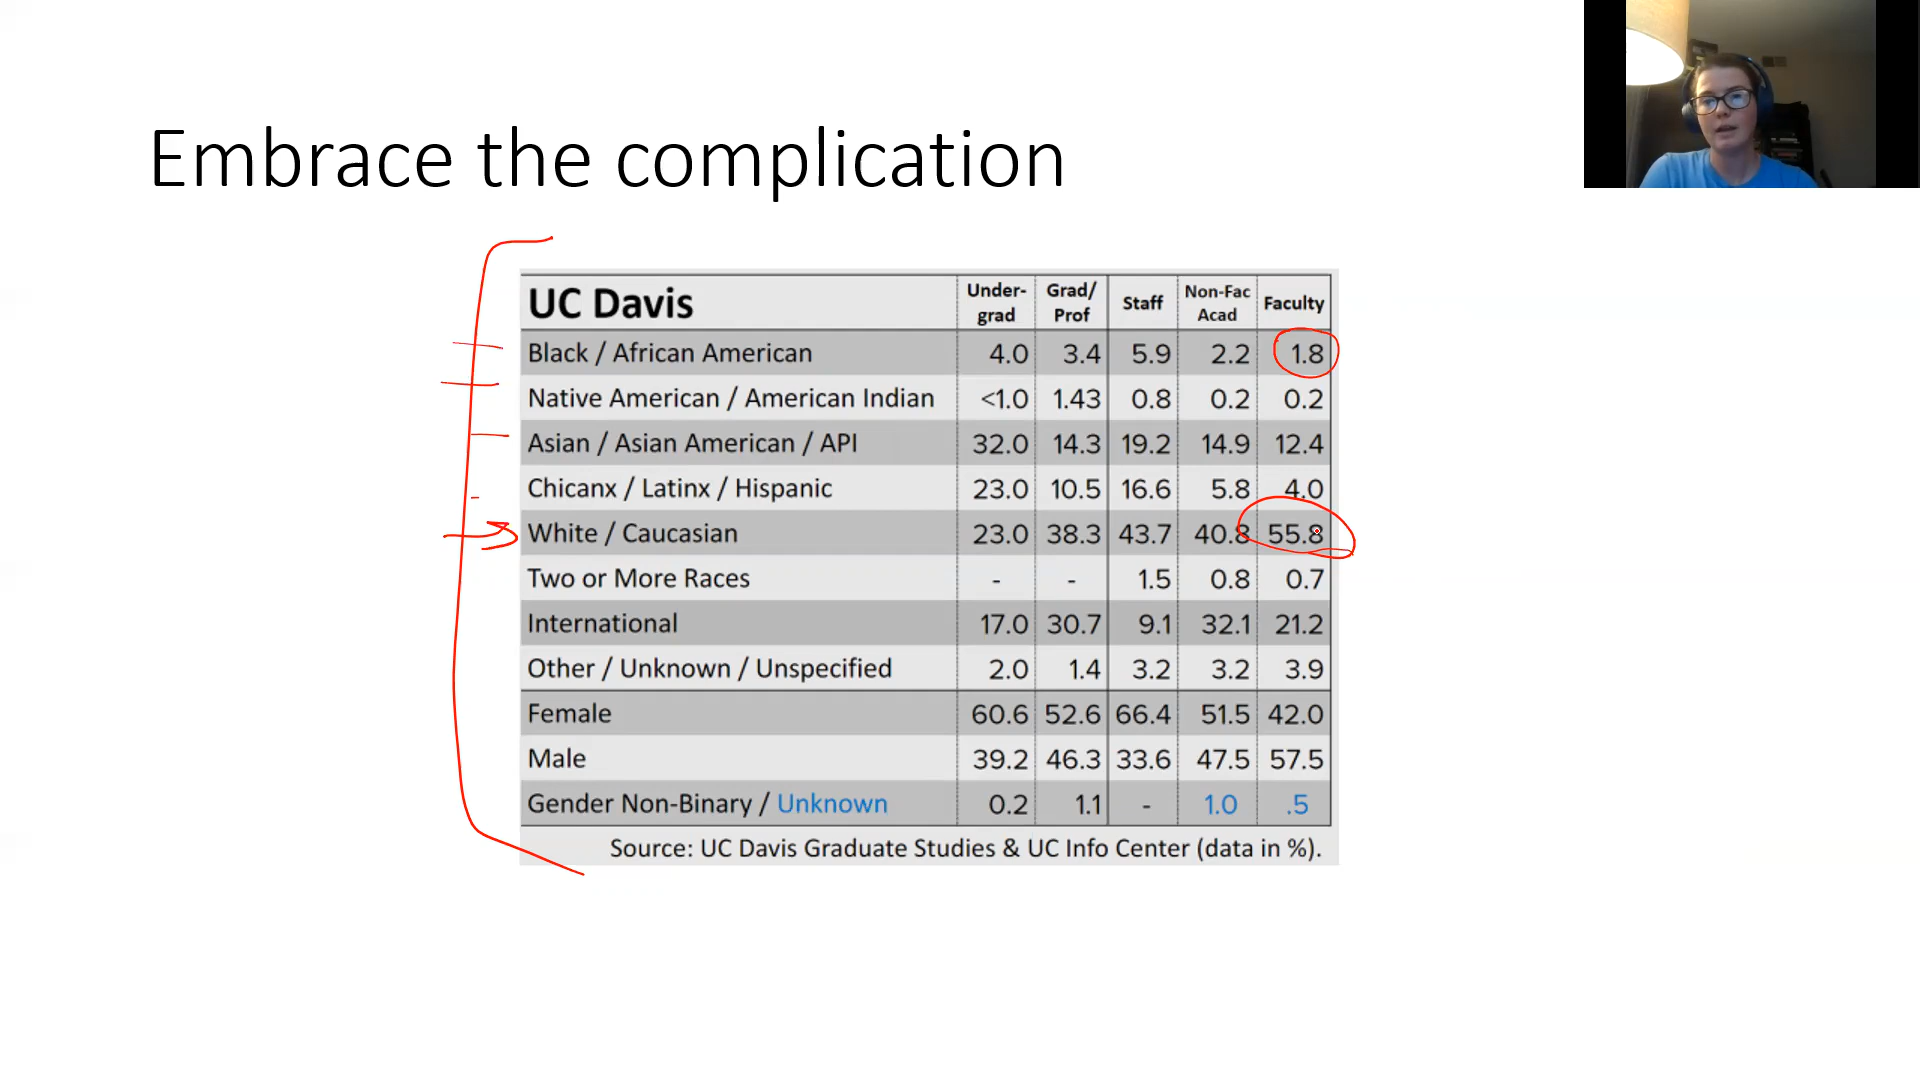 Embrace the complication
UC Davis Under-grad Grad/Prof Staff Non-Fac Acad Faculty
Black / African American 4.0 3.4 5.9 2.2 1.8
Native American / American Indian <1.0 1.43 0.8 0.2 0.2
Asian / Asian American / API 32.0 14.3 19.2 14.9 12.4
Chicanx / Latinx / Hispanic 23.0 10.5 16.6 5.8 4.0
White / Caucasian 23.0 38.3 43.7 40.8 55.8
Two or More Races - - 1.5 0.8 0.7
International 17.0 30.7 9.1 32.1 21.2
Other / Unknown / Unspecified 2.0 1.4 3.2 3.2 3.9
Female 60.6 52.6 66.4 51.5 42.0
Male 39.2 46.3 33.6 47.5 57.5
Gender Non-Binary / Unknown 0.2 1.1 - 1.0 .5
Source: UC Davis Graduate Studies & UC Info Center (data in %).